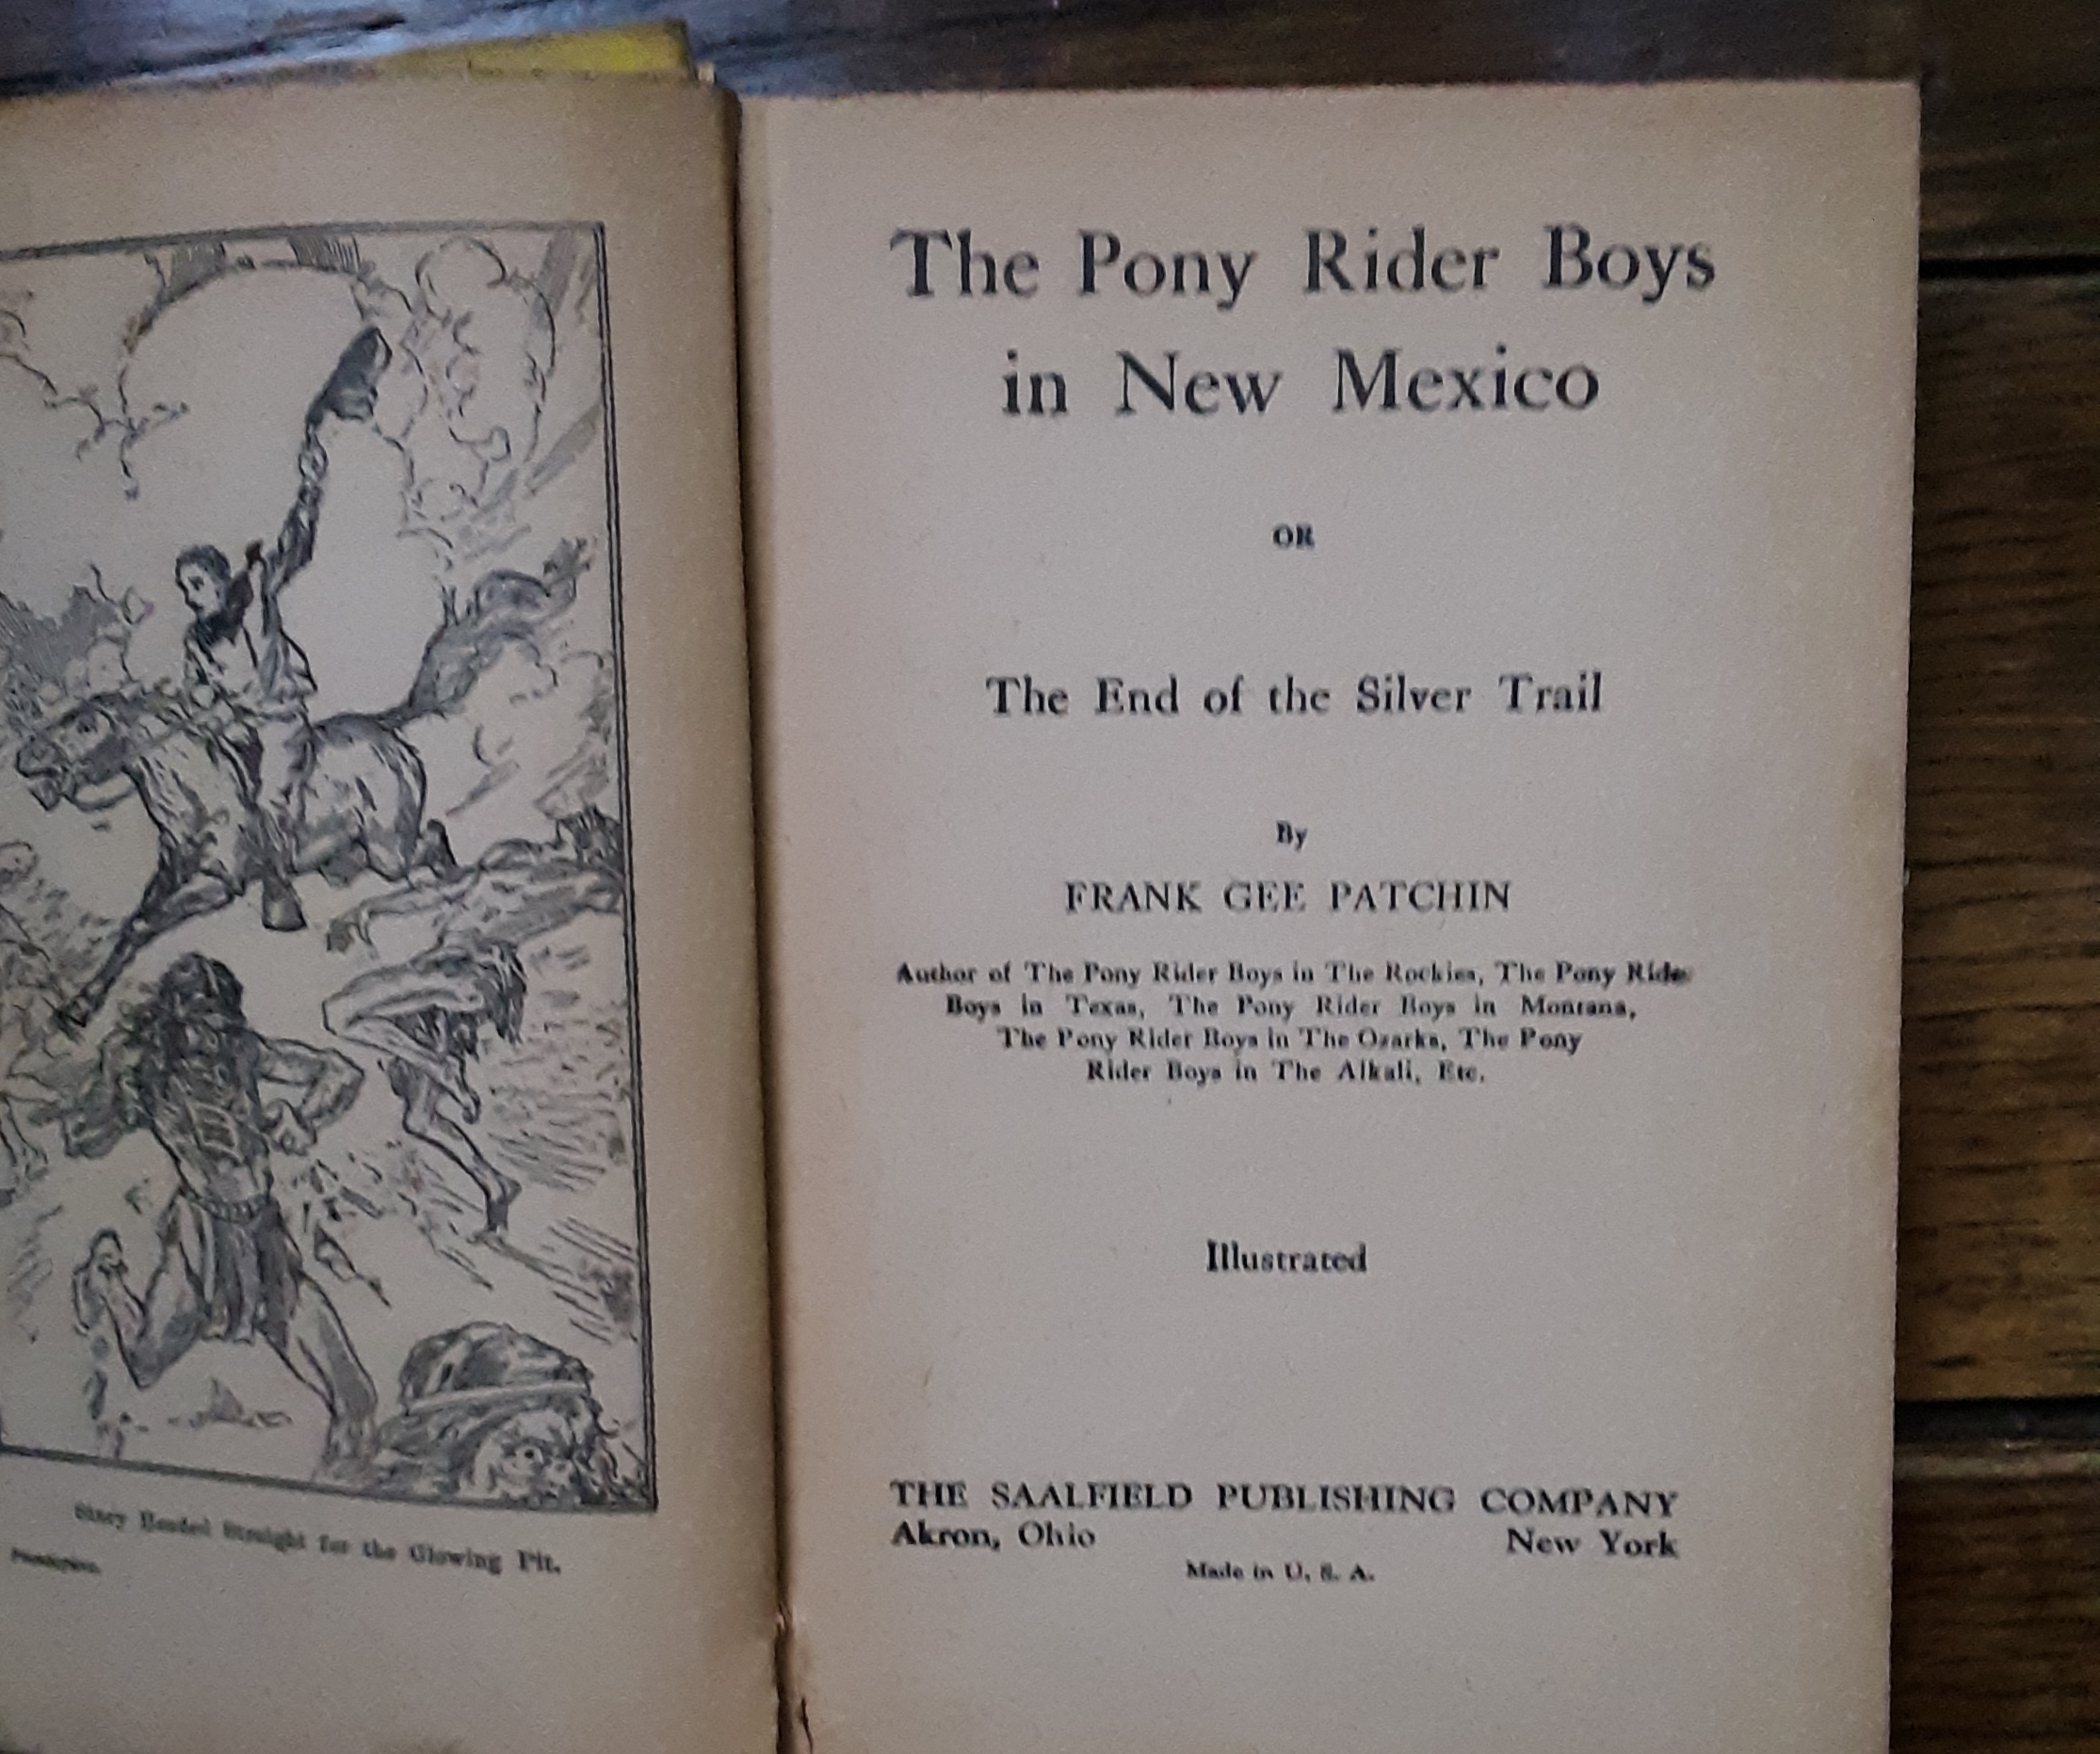 Stacy Headed Straight for the Glowing Pit.
Frontispiece.
The Pony Rider Boys
in New Mexico
OR
The End of the Silver Trail
By
FRANK GEE PATCHIN
Author of The Pony Rider Boys in The Rockies, The Pony Rider
Boys in Texas, The Pony Rider Boys in Montana,
The Pony Rider Boys in The Ozarks, The Pony
Rider Boys in The Alkali, Etc.
Illustrated
THE SAALFIELD PUBLISHING COMPANY
Akron, Ohio New York
Made in U. S. A.